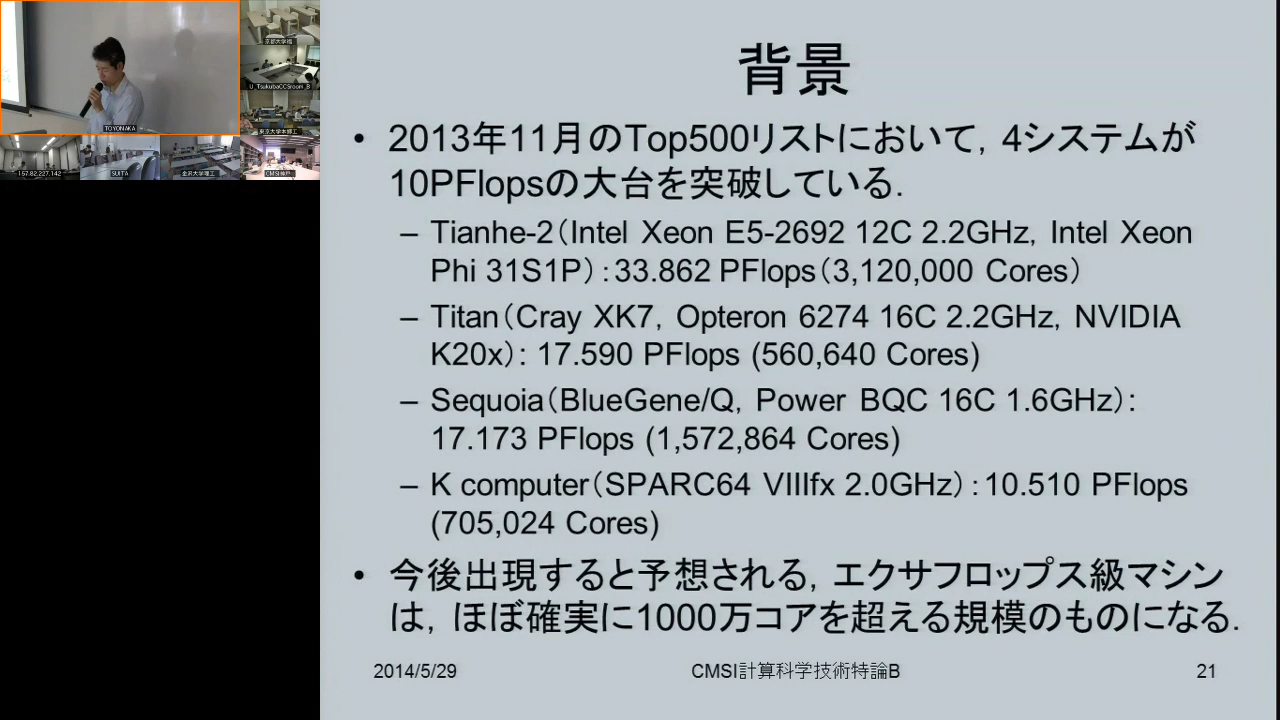 京都大学情
U_TsukubaCCSroom_B
TOYONAKA
東京大学本郷工
157.82.227.142
SUITA
金沢大学理工
CMSI神戸
背景
• 2013年11月のTop500リストにおいて，4システムが
10PFlopsの大台を突破している．
– Tianhe-2（Intel Xeon E5-2692 12C 2.2GHz，Intel Xeon
Phi 31S1P）：33.862 PFlops（3,120,000 Cores）
– Titan（Cray XK7，Opteron 6274 16C 2.2GHz，NVIDIA
K20x）：17.590 PFlops (560,640 Cores)
– Sequoia（BlueGene/Q，Power BQC 16C 1.6GHz）：
17.173 PFlops (1,572,864 Cores)
– K computer（SPARC64 VIIIfx 2.0GHz）：10.510 PFlops
(705,024 Cores)
• 今後出現すると予想される，エクサフロップス級マシン
は，ほぼ確実に1000万コアを超える規模のものになる．
2014/5/29
CMSI計算科学技術特論B
21